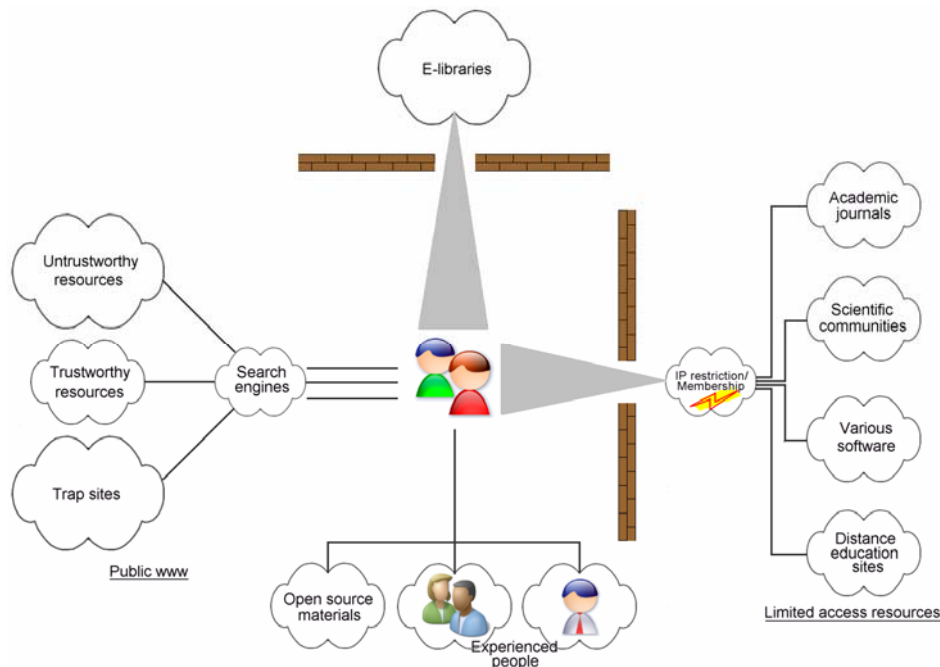 E-libraries
Untrustworthy
resources
Trustworthy
resources
Trap sites
Public www
Search
engines
IP restriction/
Membership
Academic
journals
Scientific
communities
Various
software
Distance
education
sites
Limited access resources
Open source
materials
Experienced
people